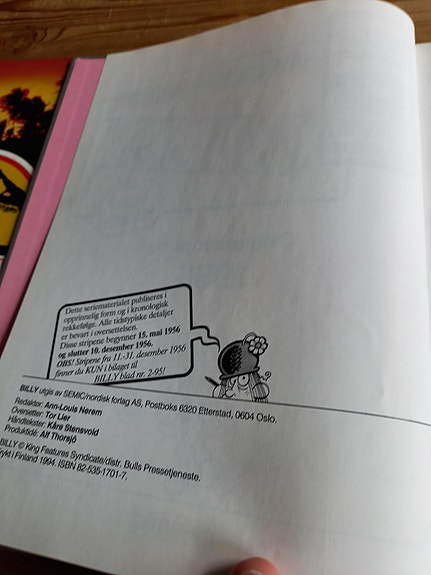 Dette seriematerialet publiseres i
opprinnelig form og i kronologisk
rekkefølge. Alle tidstypiske detaljer
er bevart i oversettelsen.
Disse stripene begynner 15. mai 1956
og slutter 10. desember 1956.
OBS! Stripene fra 11.-31. desember 1956
finner du KUN i bilaget til
BILLY blad nr. 2-95!
BILLY utgis av SEMIC/nordisk forlag AS, Postboks 6320 Etterstad, 0604 Oslo.
Redaktør: Ann-Louis Nerem
Oversetter: Tor Lier
Håndtekster: Kåre Stensvold
Produktidé: Alf Thorsjö
BILLY © King Features Syndicate/distr. Bulls Pressetjeneste.
Trykt i Finland 1994. ISBN 82-535-1701-7.